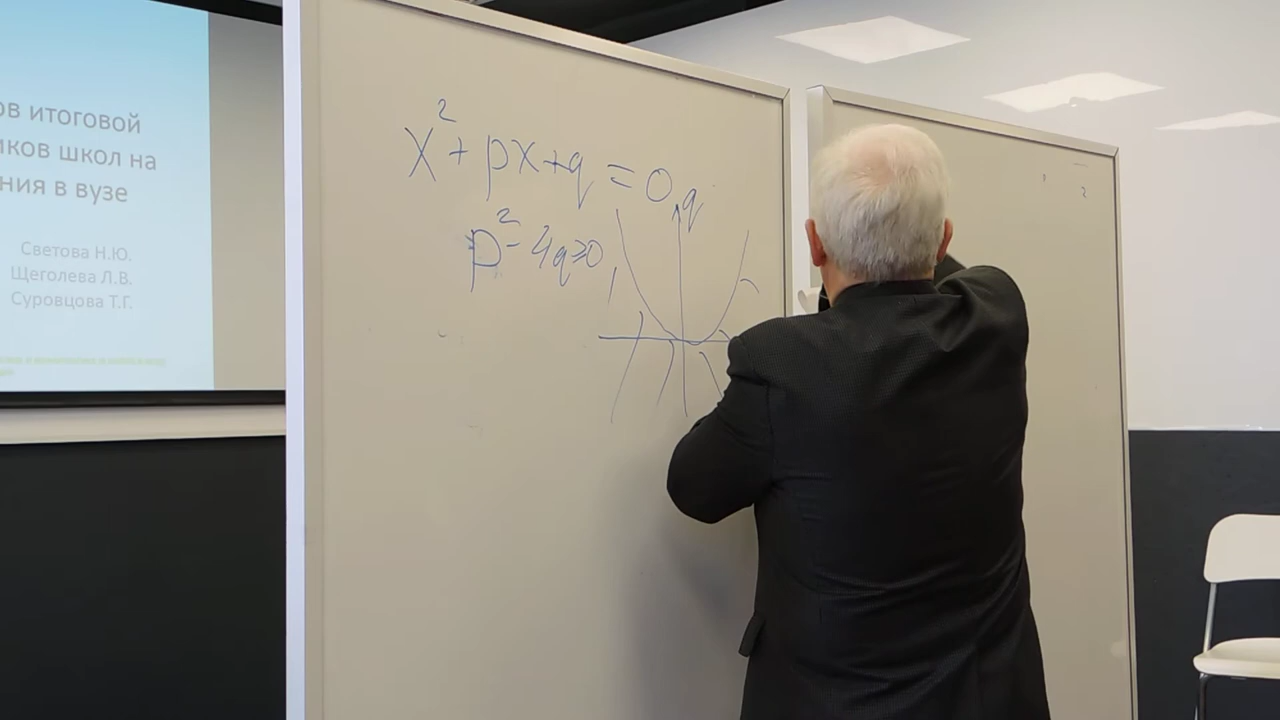 ов итоговой
иков школ на
ния в вузе
Светова Н.Ю.
Щеголева Л.В.
Суровцова Т.Г.
x² + px + q = 0,
q
p² - 4q ≥ 0,